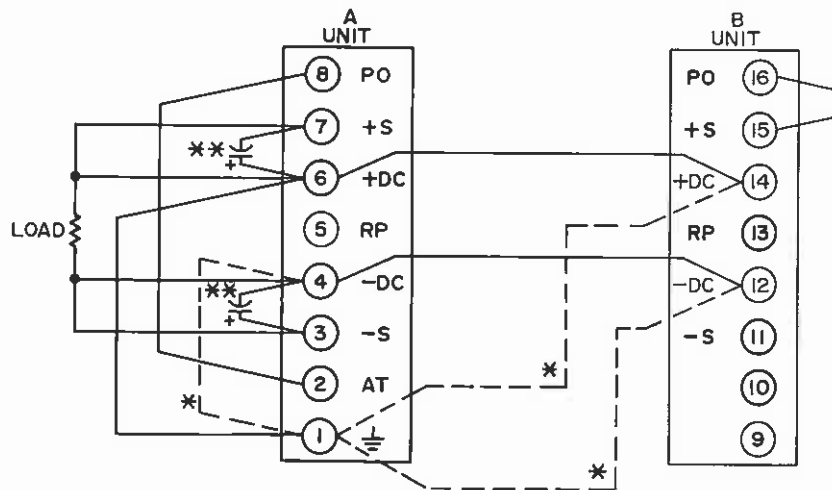 A
UNIT
8 PO
7 +S
**
+
6 +DC
5 RP
LOAD
4 -DC
**
+
3 -S
2 AT
*
1
B
UNIT
PO 16
+S 15
+DC 14
RP 13
-DC 12
-S 11
10
9
*
*